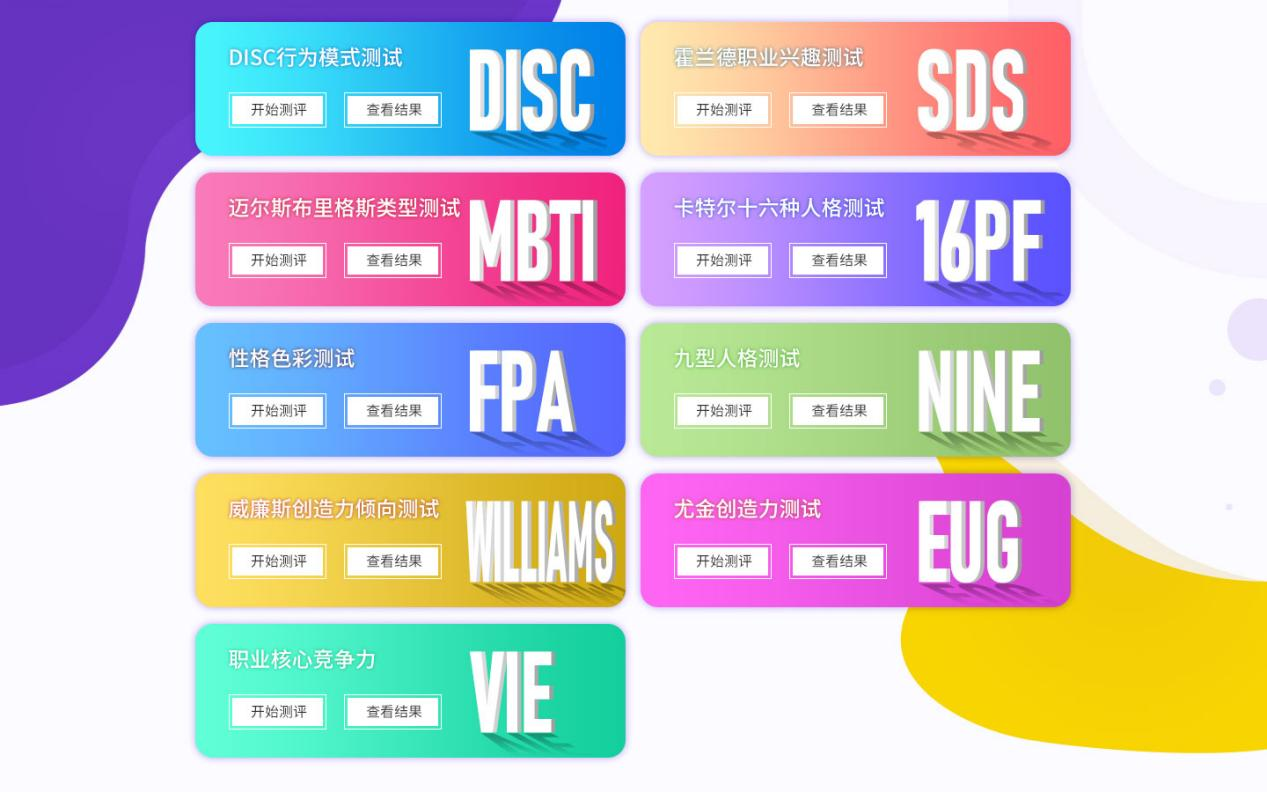 DISC行为模式测试
DISC
开始测评
查看结果
霍兰德职业兴趣测试
SDS
开始测评
查看结果
迈尔斯布里格斯类型测试
MBTI
开始测评
查看结果
卡特尔十六种人格测试
16PF
开始测评
查看结果
性格色彩测试
FPA
开始测评
查看结果
九型人格测试
NINE
开始测评
查看结果
威廉斯创造力倾向测试
WILLIAMS
开始测评
查看结果
尤金创造力测试
EUG
开始测评
查看结果
职业核心竞争力
VIE
开始测评
查看结果